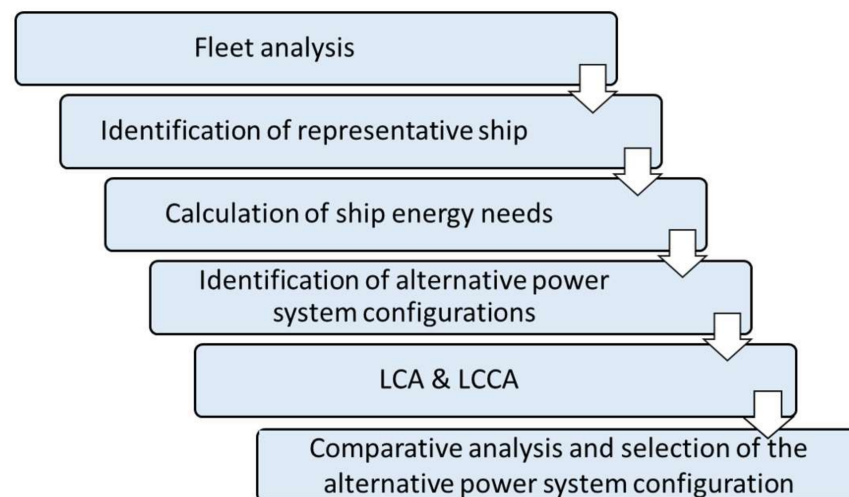 Fleet analysis
Identification of representative ship
Calculation of ship energy needs
Identification of alternative power
system configurations
LCA & LCCA
Comparative analysis and selection of the
alternative power system configuration